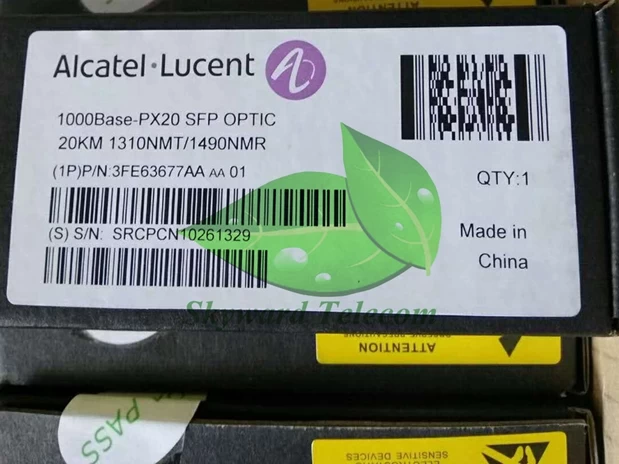 Alcatel·Lucent
1000Base-PX20 SFP OPTIC
20KM 1310NMT/1490NMR
(1P)P/N:3FE63677AA AA 01
(S) S/N: SRCPCN10261329
QTY:1
Made in
China
Skyward Telecom
ATTENTION
PASS
SENSITIVE DEVICES